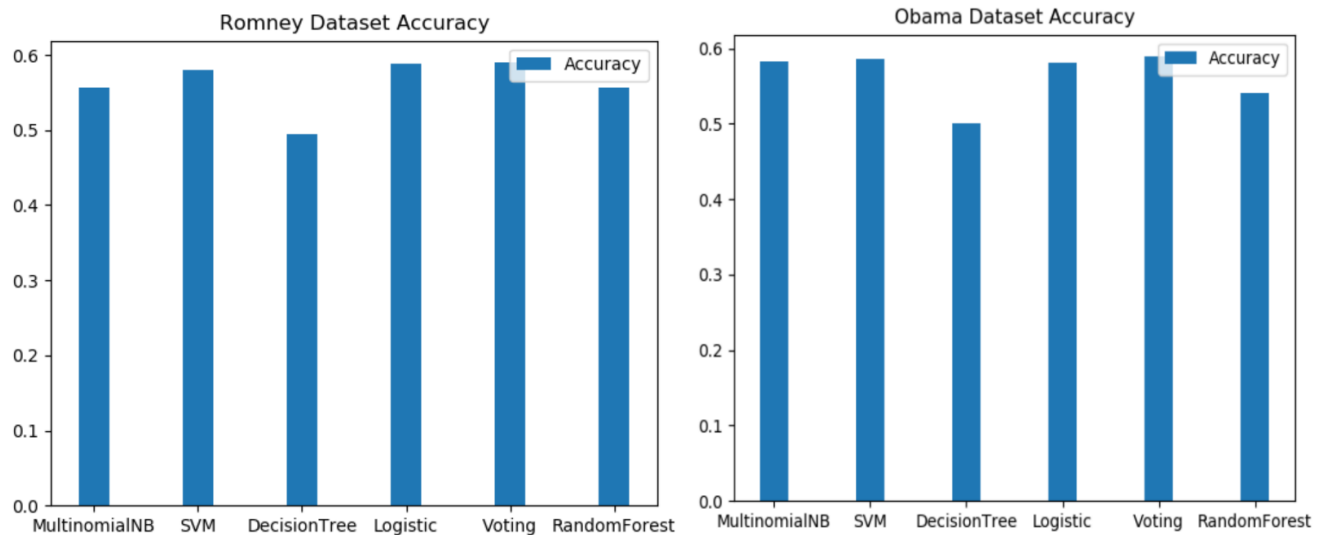 Romney Dataset Accuracy
Accuracy
0.6
0.5
0.4
0.3
0.2
0.1
0.0
MultinomialNB SVM DecisionTree Logistic Voting RandomForest
Obama Dataset Accuracy
Accuracy
0.6
0.5
0.4
0.3
0.2
0.1
0.0
MultinomialNB SVM DecisionTree Logistic Voting RandomForest